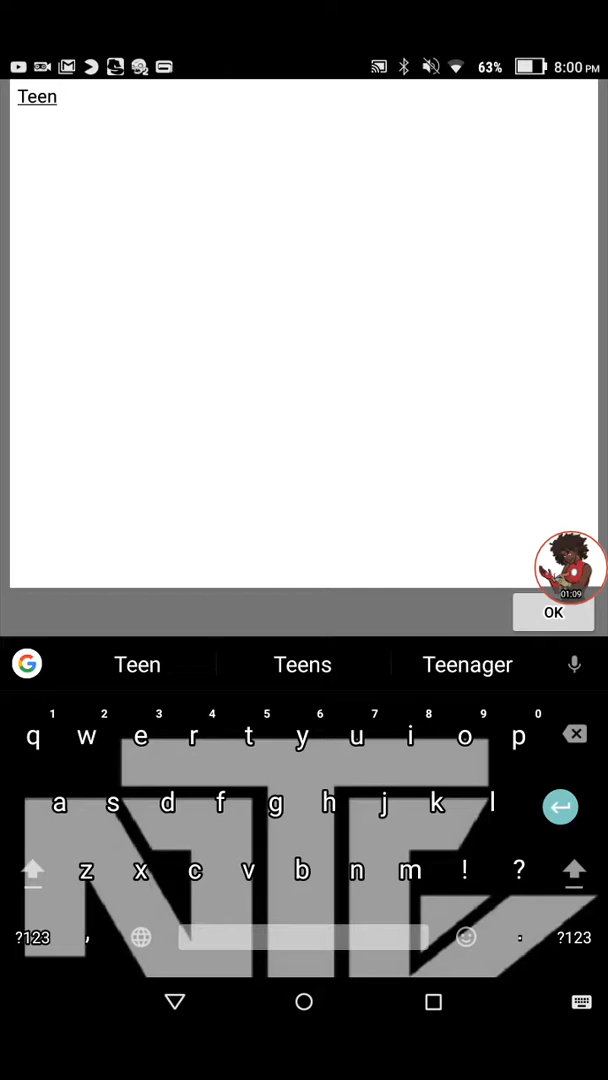 63% 8:00 PM
Teen
01:09
OK
Teen Teens Teenager
1 2 3 4 5 6 7 8 9 0
q w e r t y u i o p
a s d f g h j k l
z x c v b n m ! ?
?123 , . ?123